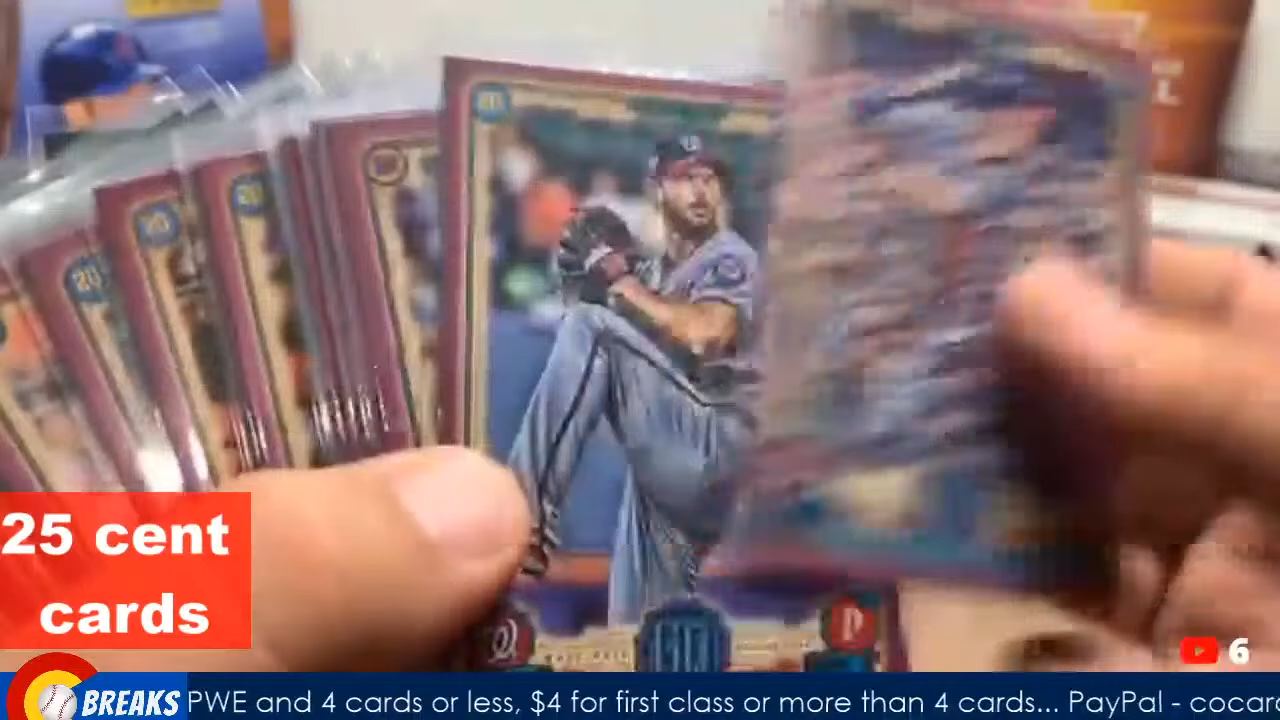 25 cent
cards
6
BREAKS
PWE and 4 cards or less, $4 for first class or more than 4 cards... PayPal - cocar